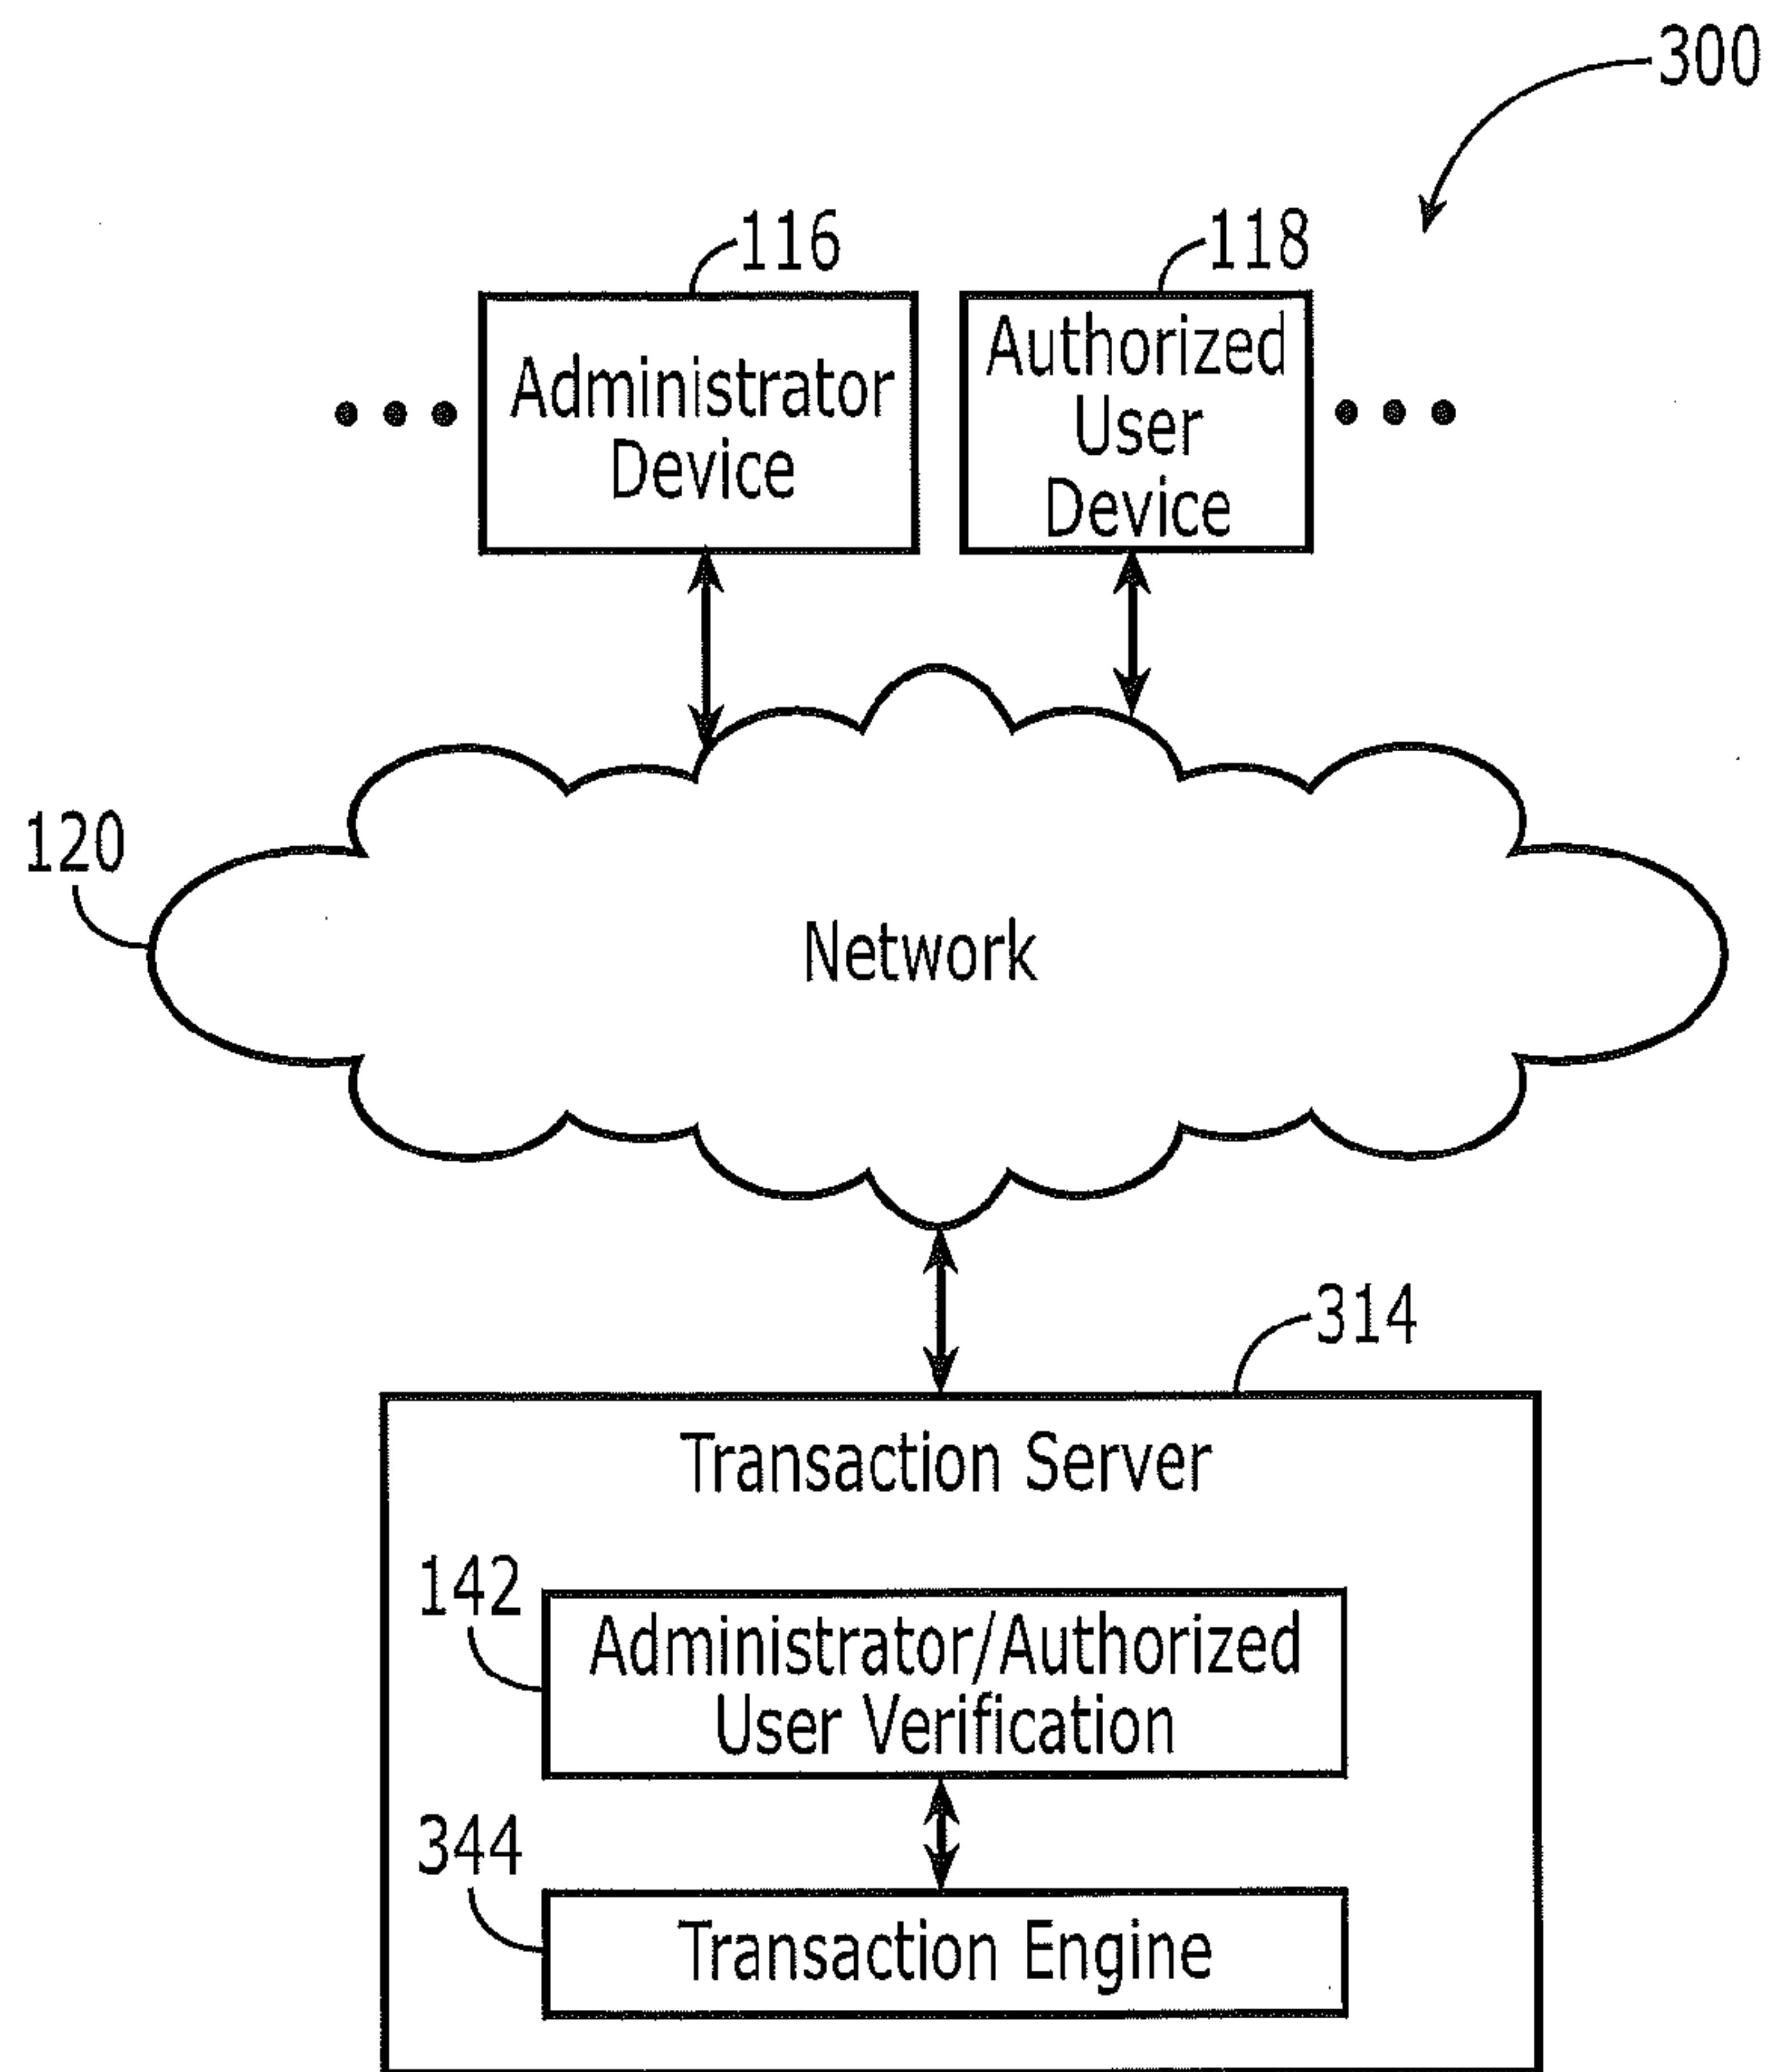 300
116
118
Administrator
Device
Authorized
User
Device
120
Network
314
Transaction Server
142
Administrator/Authorized
User Verification
344
Transaction Engine